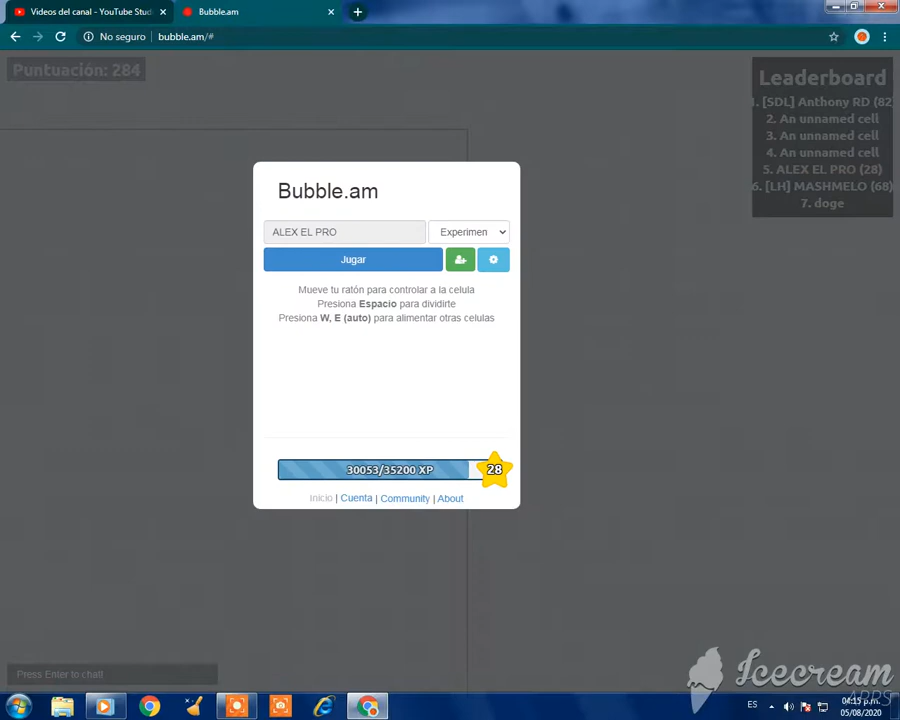 Videos del canal - YouTube Stud
Bubble.am
No seguro
bubble.am/#
Puntuación: 284
Leaderboard
1. [SDL] Anthony RD (82
2. An unnamed cell
3. An unnamed cell
4. An unnamed cell
5. ALEX EL PRO (28)
6. [LH] MASHMELO (68)
7. doge
Bubble.am
ALEX EL PRO
Experimen
Jugar
Mueve tu ratón para controlar a la celula
Presiona Espacio para dividirte
Presiona W, E (auto) para alimentar otras celulas
30053/35200 XP
28
Inicio | Cuenta | Community | About
Press Enter to chat!
Icecream
APPS
ES
04:15 p.m.
05/08/2020